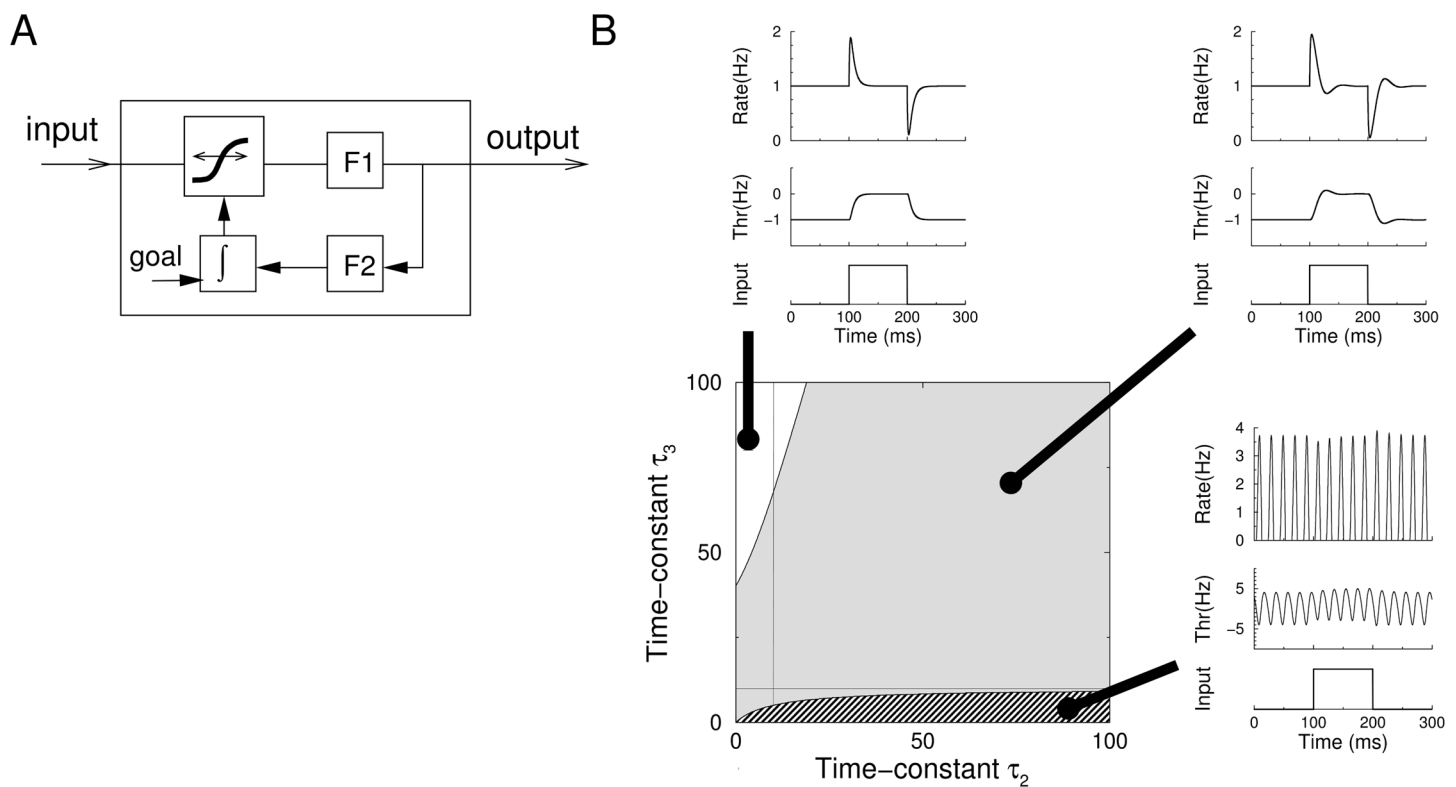 A
input
output
F1
goal
∫
F2
B
Rate(Hz)
2
1
0
Thr(Hz)
0
−1
Input
0 100 200 300
Time (ms)
Rate(Hz)
2
1
0
Thr(Hz)
0
−1
Input
0 100 200 300
Time (ms)
Time−constant τ3
100
50
0
0 50 100
Time−constant τ2
Rate(Hz)
4
3
2
1
0
Thr(Hz)
5
−5
Input
0 100 200 300
Time (ms)